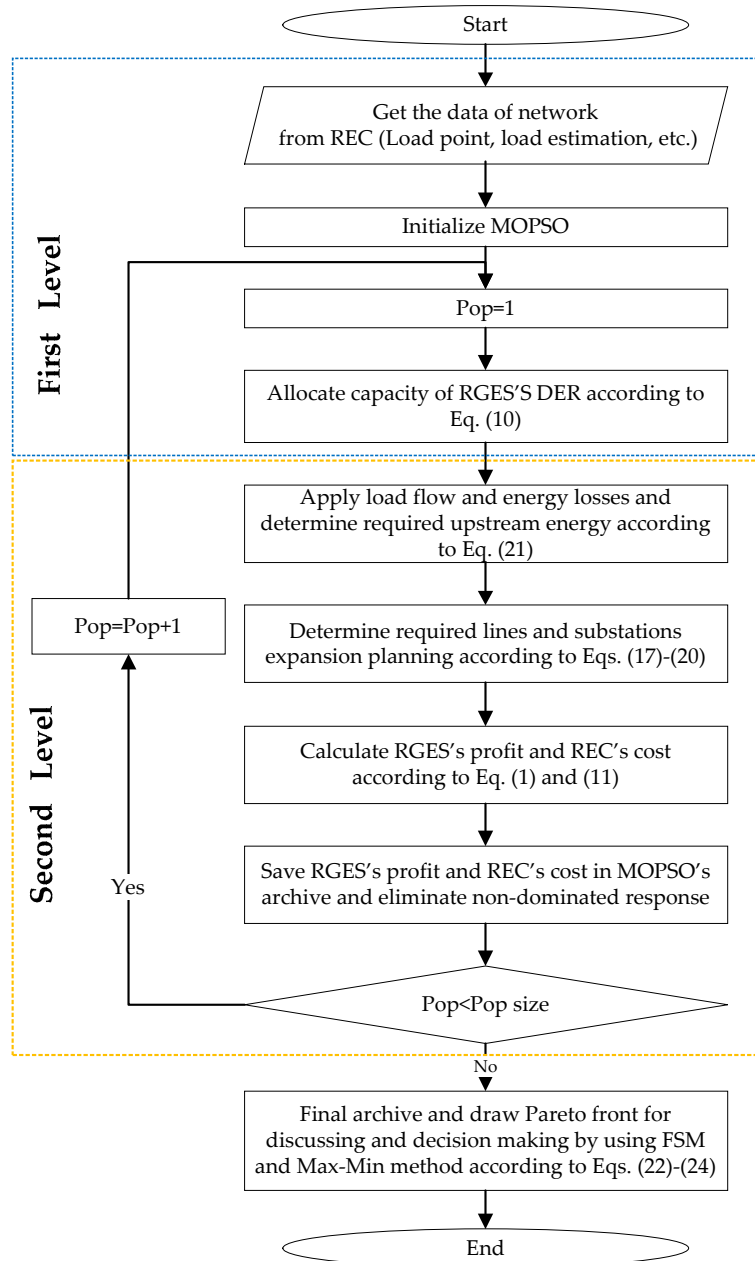 Start
Get the data of network
from REC (Load point, load estimation, etc.)
Initialize MOPSO
Pop=1
Allocate capacity of RGES'S DER according to
Eq. (10)
First Level
Apply load flow and energy losses and
determine required upstream energy according
to Eq. (21)
Pop=Pop+1
Determine required lines and substations
expansion planning according to Eqs. (17)-(20)
Calculate RGES's profit and REC's cost
according to Eq. (1) and (11)
Save RGES's profit and REC's cost in MOPSO's
archive and eliminate non-dominated response
Yes
Second Level
Pop<Pop size
No
Final archive and draw Pareto front for
discussing and decision making by using FSM
and Max-Min method according to Eqs. (22)-(24)
End